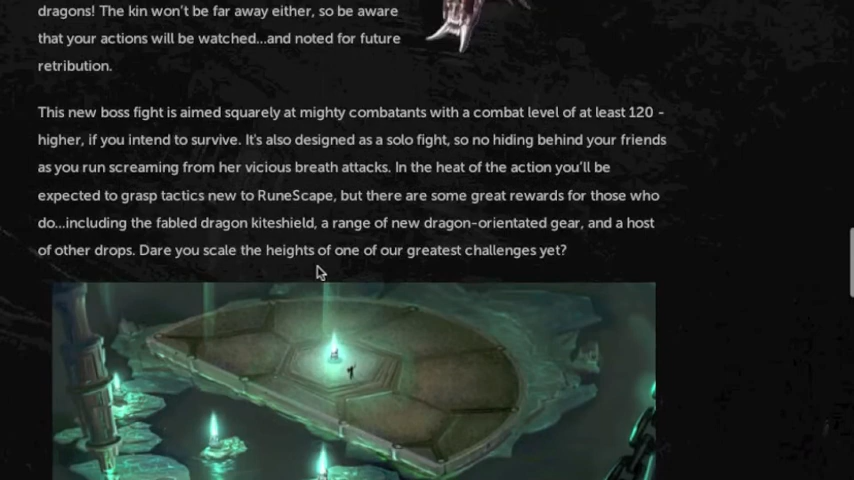 dragons! The kin won't be far away either, so be aware
that your actions will be watched...and noted for future
retribution.
This new boss fight is aimed squarely at mighty combatants with a combat level of at least 120 -
higher, if you intend to survive. It's also designed as a solo fight, so no hiding behind your friends
as you run screaming from her vicious breath attacks. In the heat of the action you'll be
expected to grasp tactics new to RuneScape, but there are some great rewards for those who
do...including the fabled dragon kiteshield, a range of new dragon-orientated gear, and a host
of other drops. Dare you scale the heights of one of our greatest challenges yet?